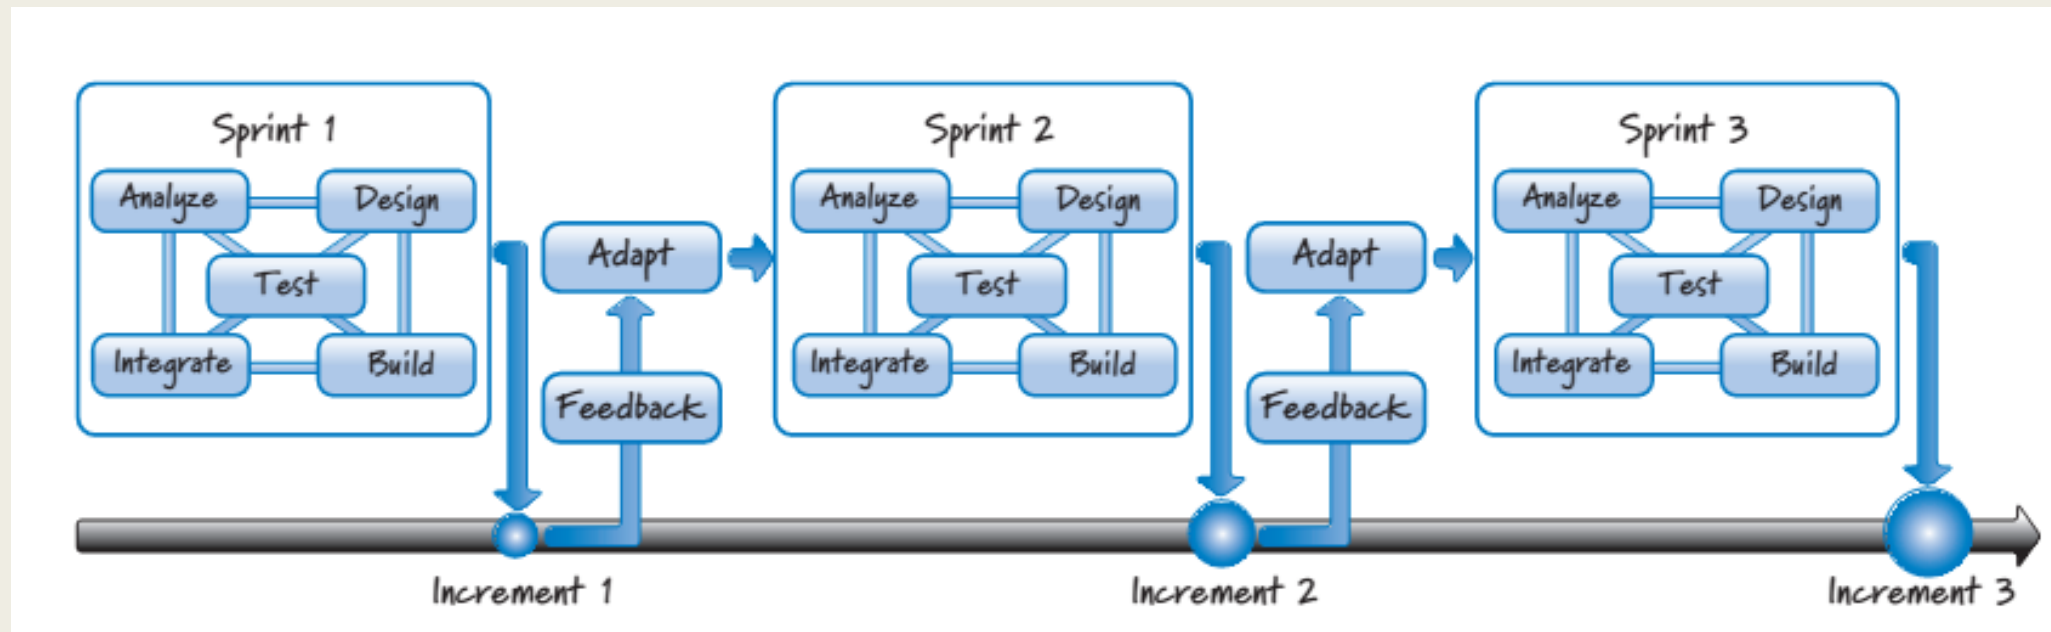 Sprint 1
Analyze
Design
Test
Integrate
Build
Adapt
Feedback
Increment 1
Sprint 2
Analyze
Design
Test
Integrate
Build
Adapt
Feedback
Increment 2
Sprint 3
Analyze
Design
Test
Integrate
Build
Increment 3